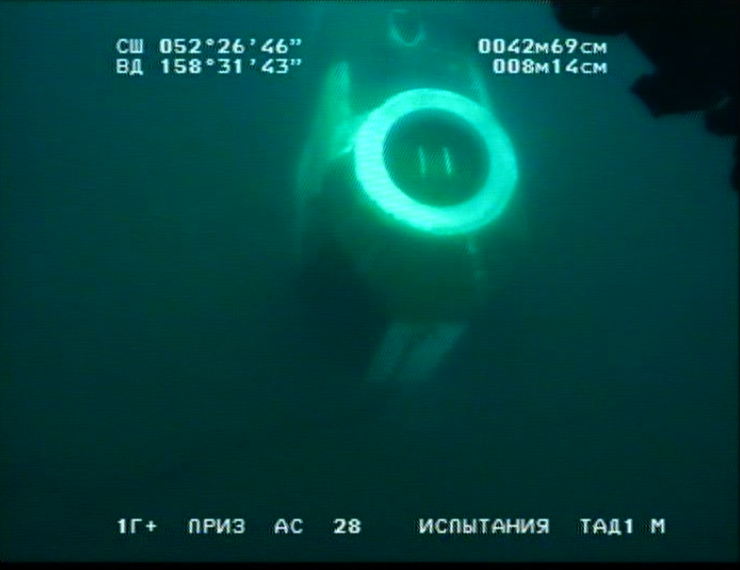 СШ 052°26'46" 0042м69см
ВД 158°31'43" 008м14см
1Г+ ПРИЗ АС 28 ИСПЫТАНИЯ ТАД1 М